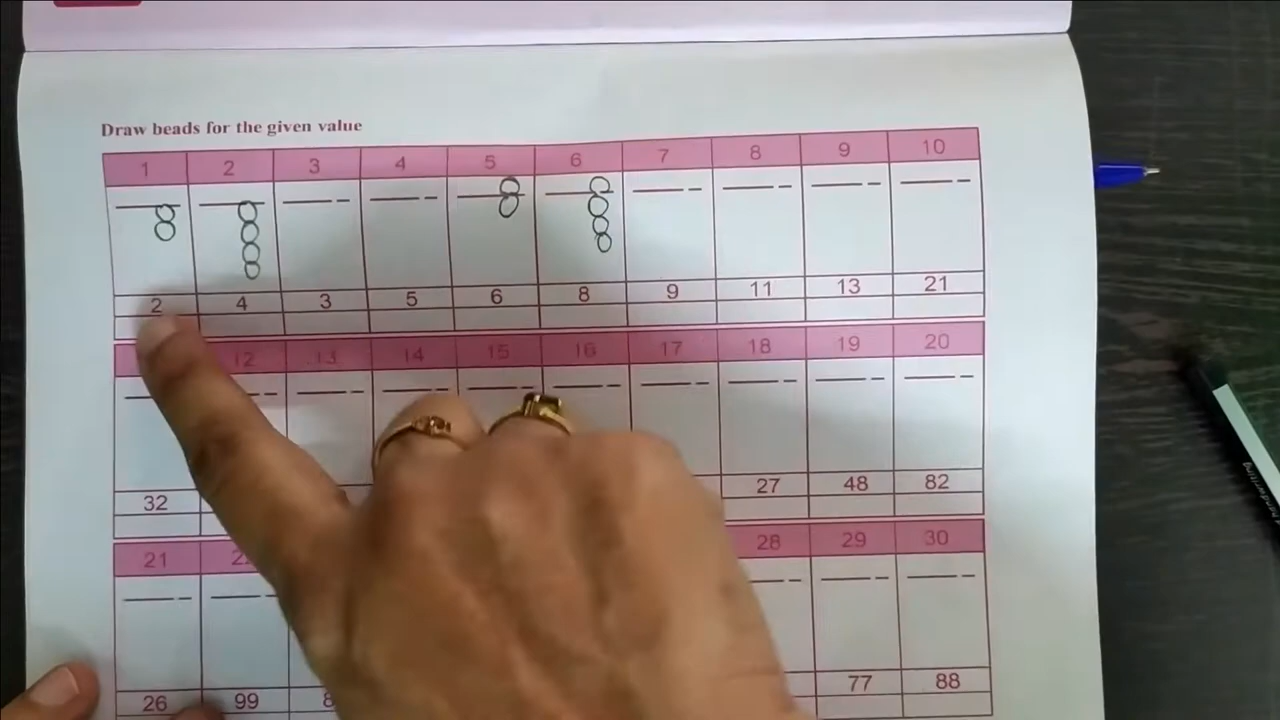 Draw beads for the given value
1 2 3 4 5 6 7 8 9 10
2 4 3 5 6 8 9 11 13 21
12 13 14 15 16 17 18 19 20
32 27 48 82
21 28 29 30
26 99 77 88
handwriting